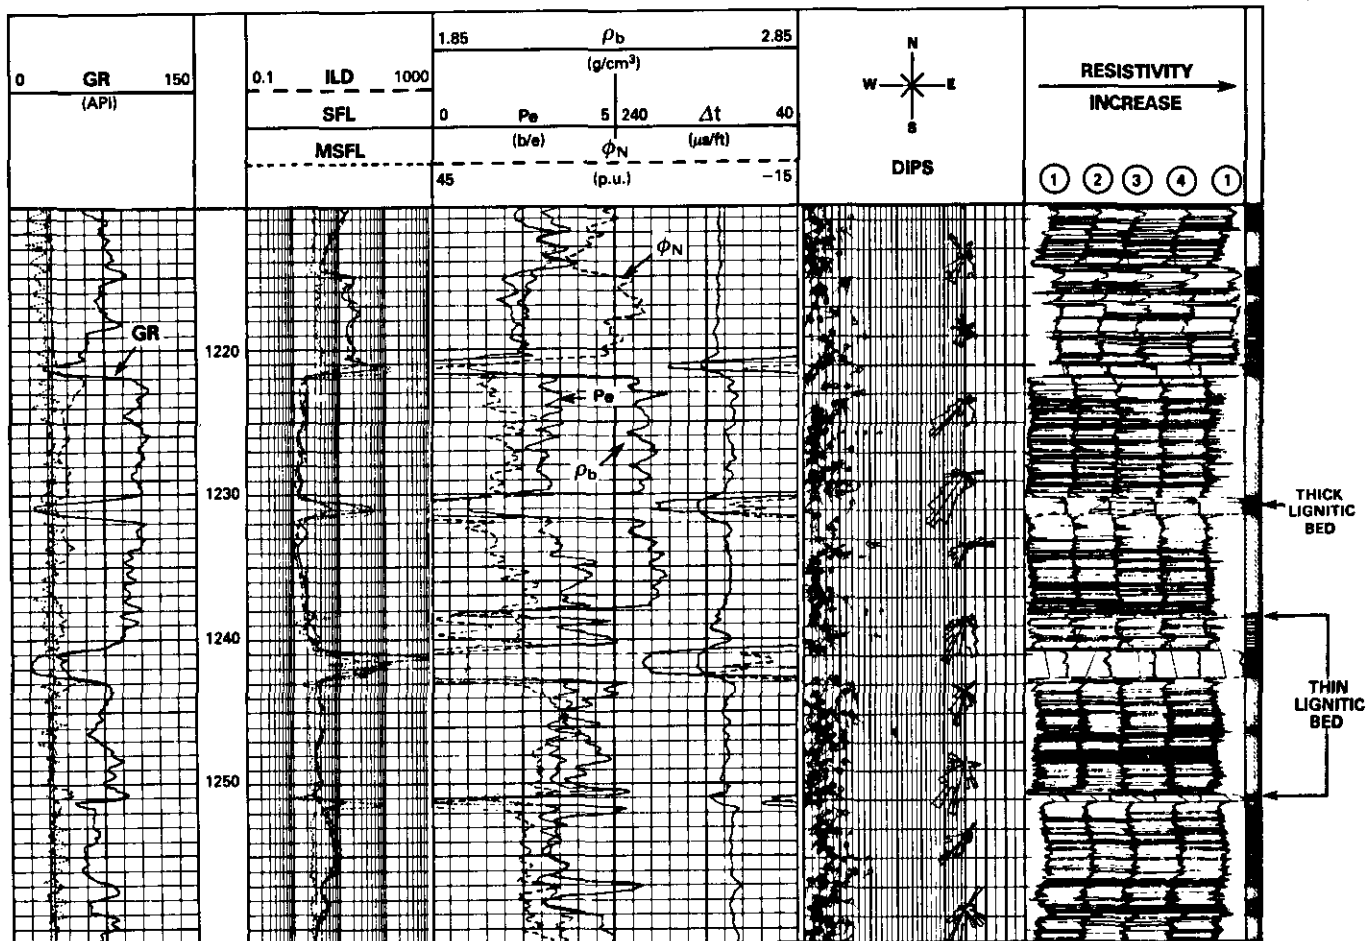 0 GR 150
(API)
0.1 ILD 1000
SFL
MSFL
1.85 ρb 2.85
(g/cm³)
0 Pe 5
(b/e)
240 Δt 40
(µs/ft)
ϕN
45 (p.u.) −15
N
W E
S
DIPS
RESISTIVITY
INCREASE
1 2 3 4 1
ϕN
GR
1220
Pe
ρb
1230
THICK
LIGNITIC
BED
1240
THIN
LIGNITIC
BED
1250